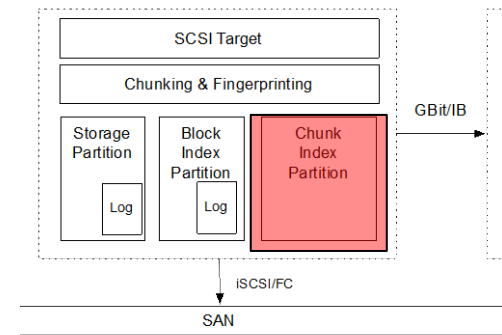 SCSI Target
Chunking & Fingerprinting
GBit/IB
Storage
Partition
Log
Block
Index
Partition
Log
Chunk
Index
Partition
iSCSI/FC
SAN